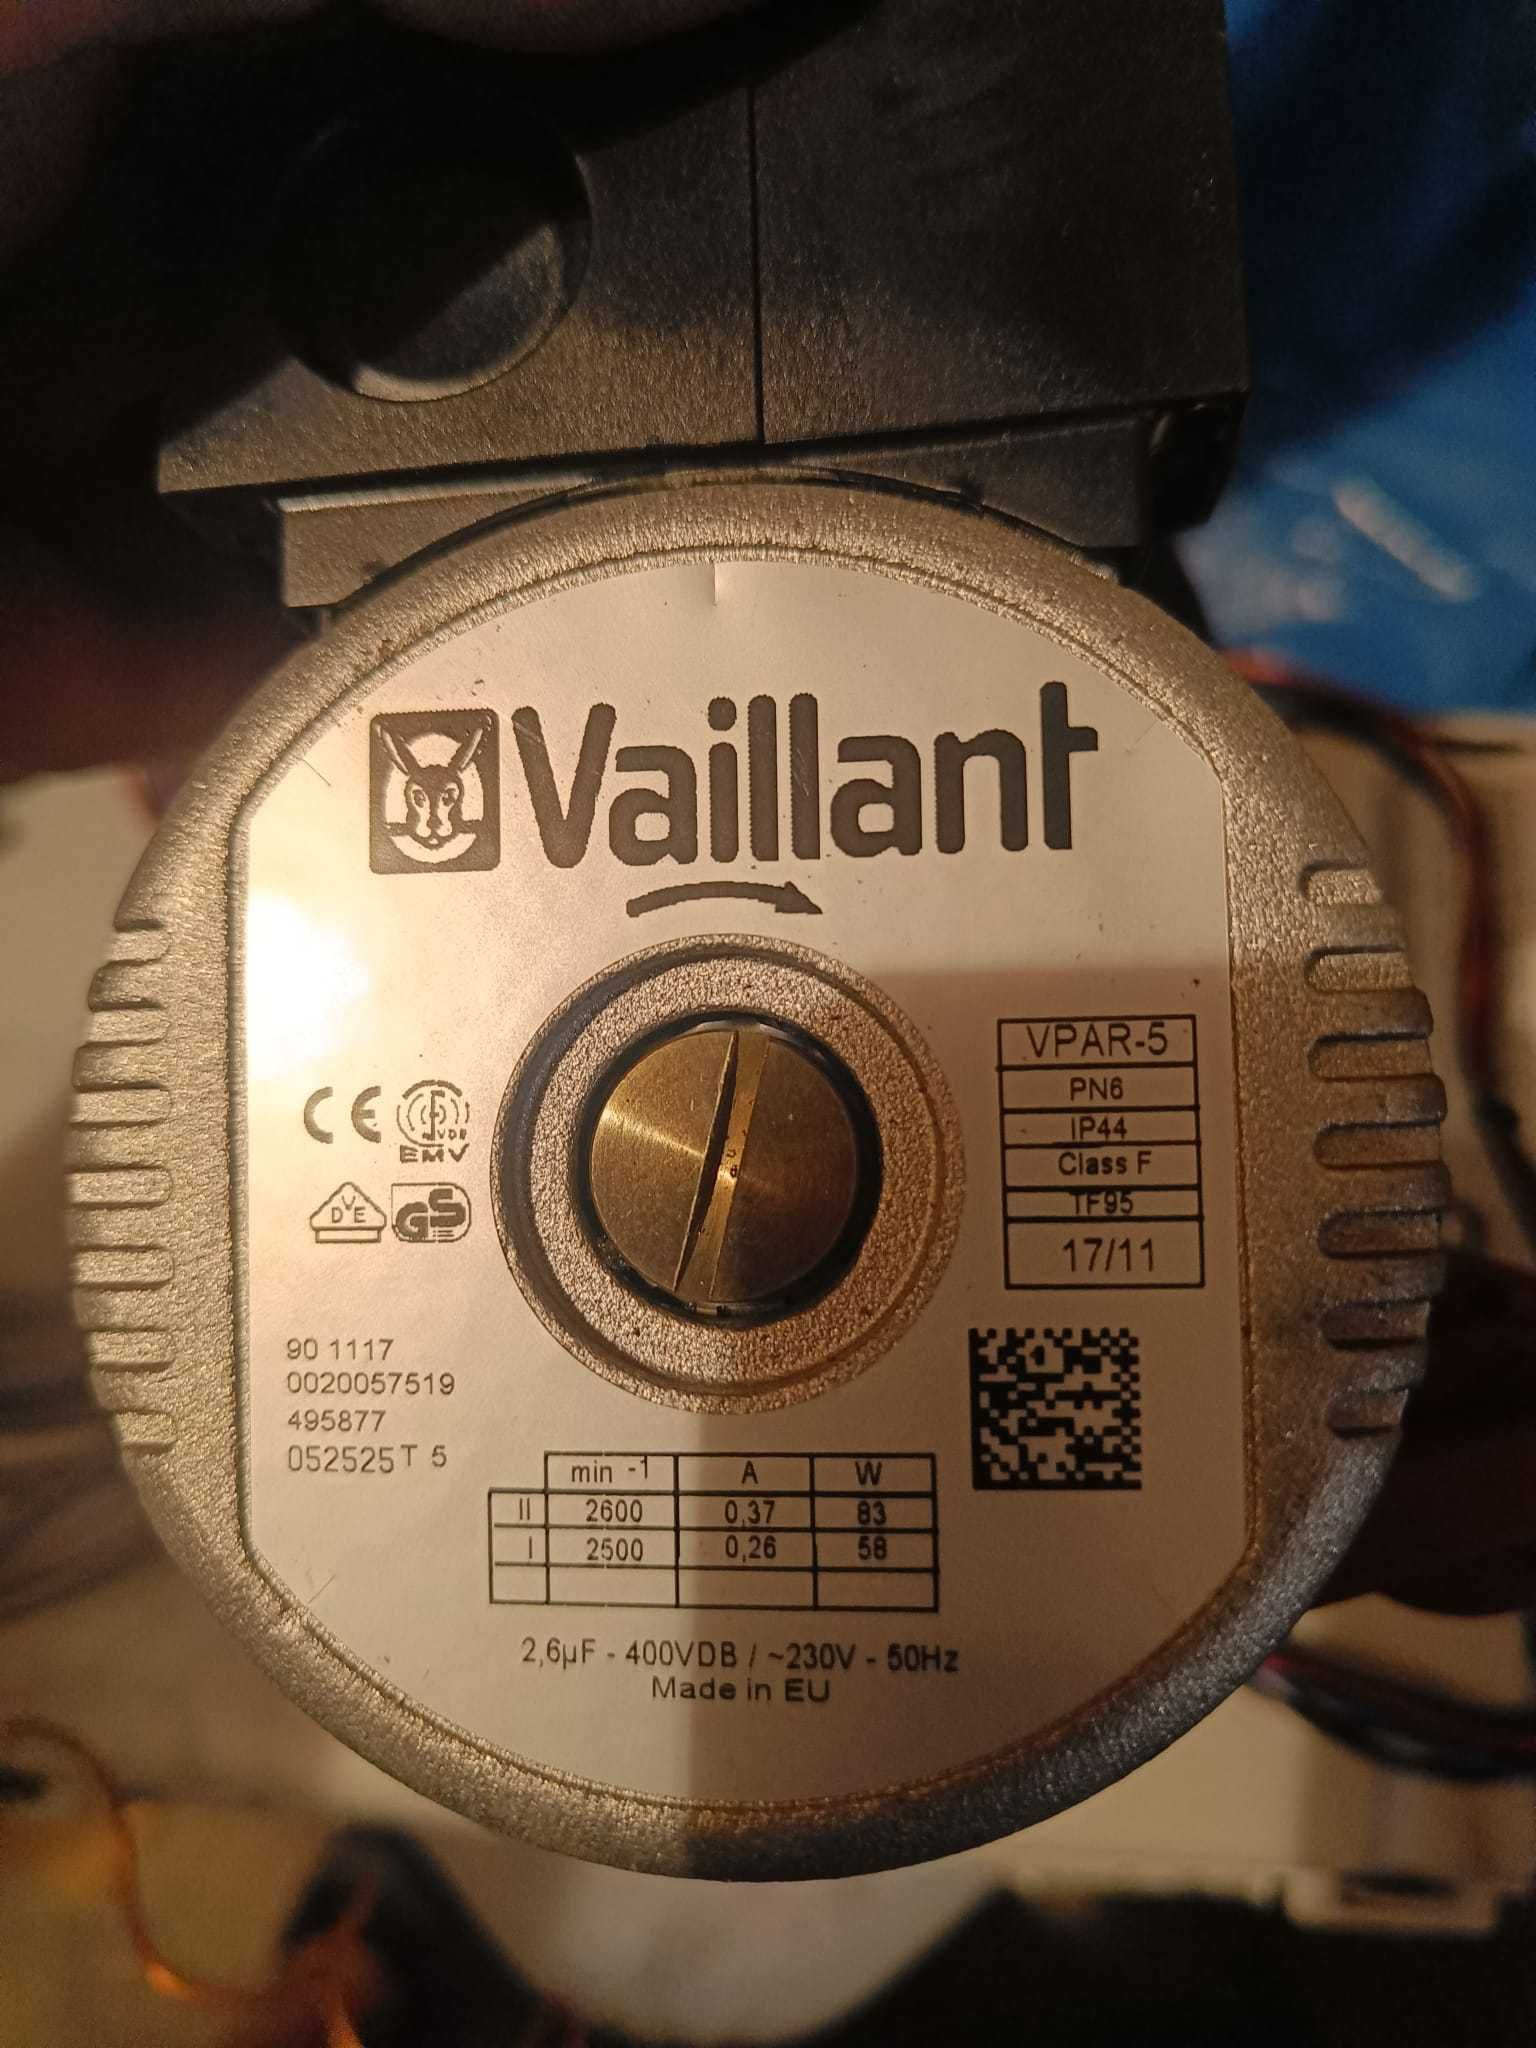 Vaillant
VPAR-5
PN6
IP44
Class F
TF95
17/11
CE
VDE
EMV
DVE
GS
90 1117
0020057519
495877
052525T 5
min -1 A W
II 2600 0,37 83
I 2500 0,26 58
2,6µF - 400VDB / ~230V - 50Hz
Made in EU